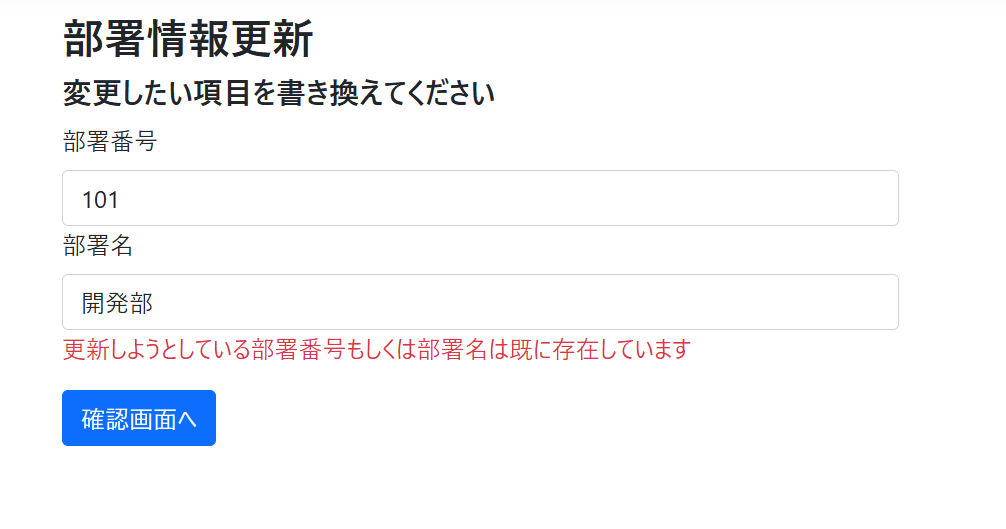 部署情報更新
変更したい項目を書き換えてください
部署番号
101
部署名
開発部
更新しようとしている部署番号もしくは部署名は既に存在しています
確認画面へ